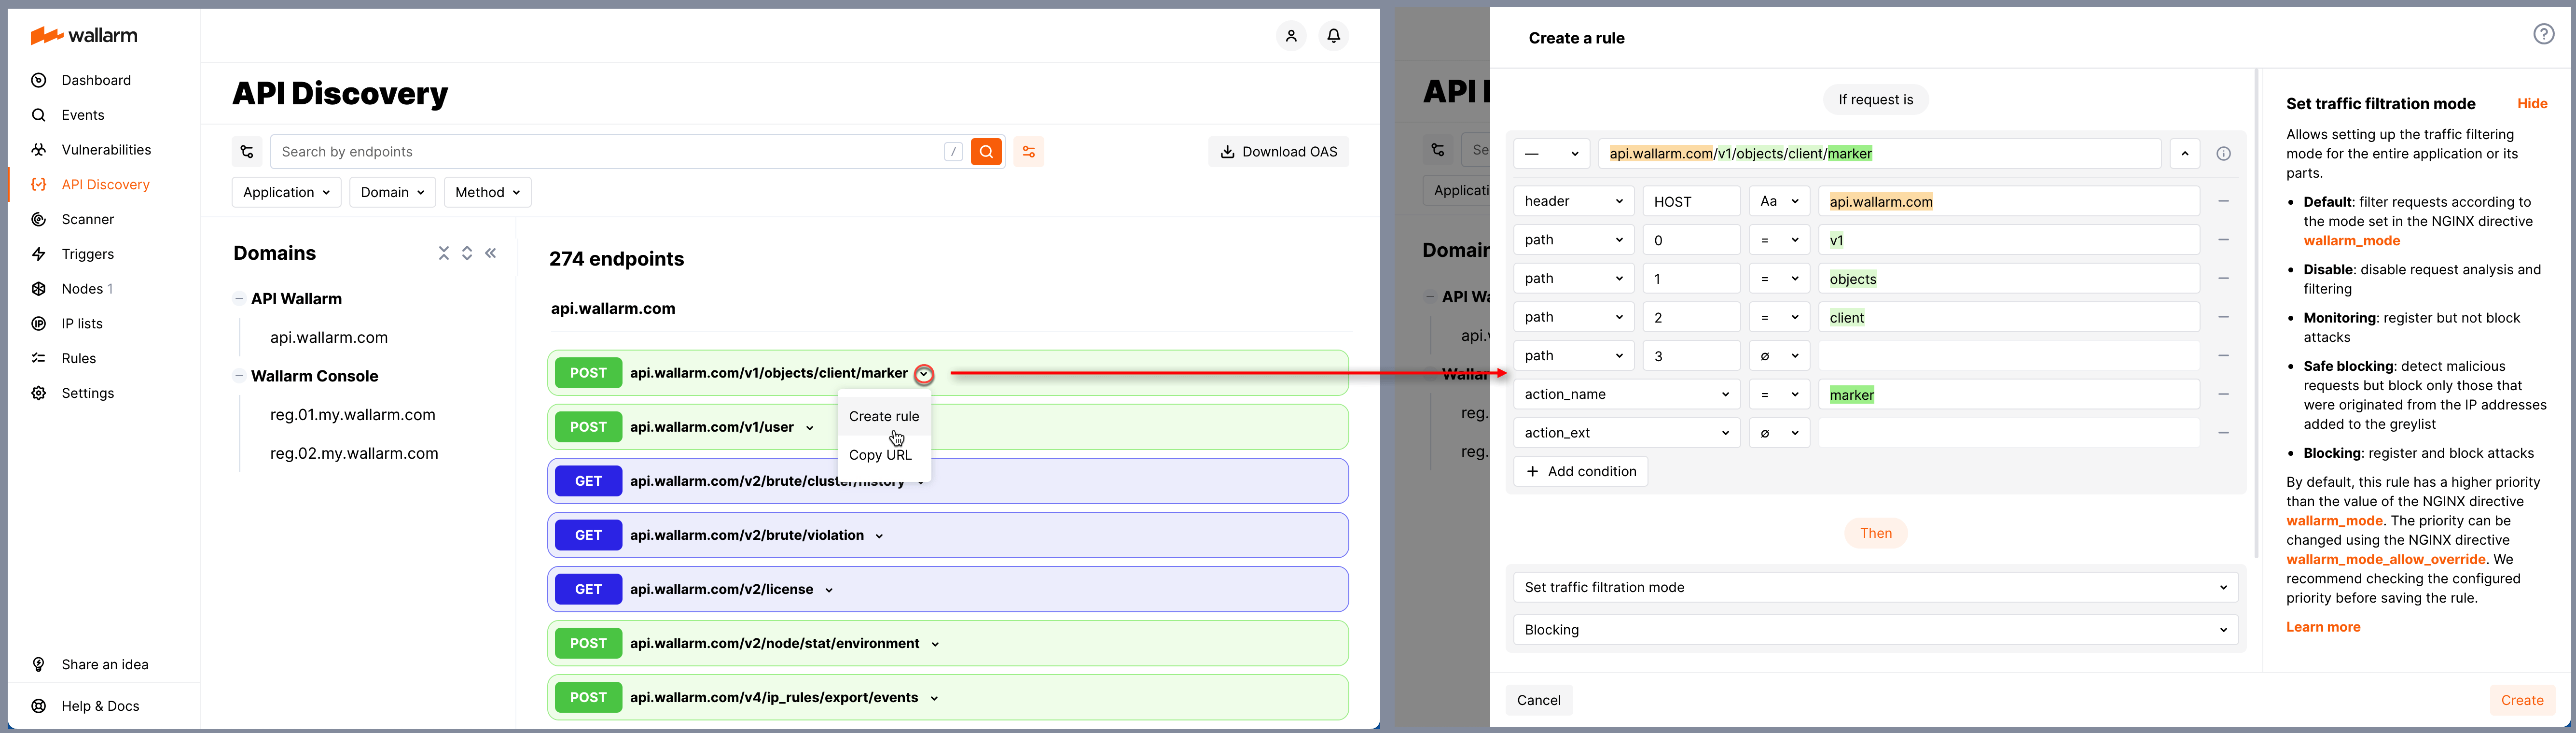 wallarm
Dashboard
Events
Vulnerabilities
API Discovery
Scanner
Triggers
Nodes 1
IP lists
Rules
Settings
Share an idea
Help & Docs
API Discovery
Search by endpoints /
Download OAS
Application Domain Method
Domains
API Wallarm
api.wallarm.com
Wallarm Console
reg.01.my.wallarm.com
reg.02.my.wallarm.com
274 endpoints
api.wallarm.com
POST api.wallarm.com/v1/objects/client/marker
Create rule
Copy URL
POST api.wallarm.com/v1/user
GET api.wallarm.com/v2/brute/cluster/history
GET api.wallarm.com/v2/brute/violation
GET api.wallarm.com/v2/license
POST api.wallarm.com/v2/node/stat/environment
POST api.wallarm.com/v4/ip_rules/export/events
API
Se
Applicati
Domain
API Wa
api.
Wallar
reg.
reg.
Create a rule
?
If request is
— api.wallarm.com/v1/objects/client/marker
header HOST Aa api.wallarm.com
path 0 = v1
path 1 = objects
path 2 = client
path 3 ∅
action_name = marker
action_ext ∅
+ Add condition
Then
Set traffic filtration mode
Blocking
Cancel
Create
Set traffic filtration mode Hide
Allows setting up the traffic filtering
mode for the entire application or its
parts.
• Default: filter requests according to
the mode set in the NGINX directive
wallarm_mode
• Disable: disable request analysis and
filtering
• Monitoring: register but not block
attacks
• Safe blocking: detect malicious
requests but block only those that
were originated from the IP addresses
added to the greylist
• Blocking: register and block attacks
By default, this rule has a higher priority
than the value of the NGINX directive
wallarm_mode. The priority can be
changed using the NGINX directive
wallarm_mode_allow_override. We
recommend checking the configured
priority before saving the rule.
Learn more